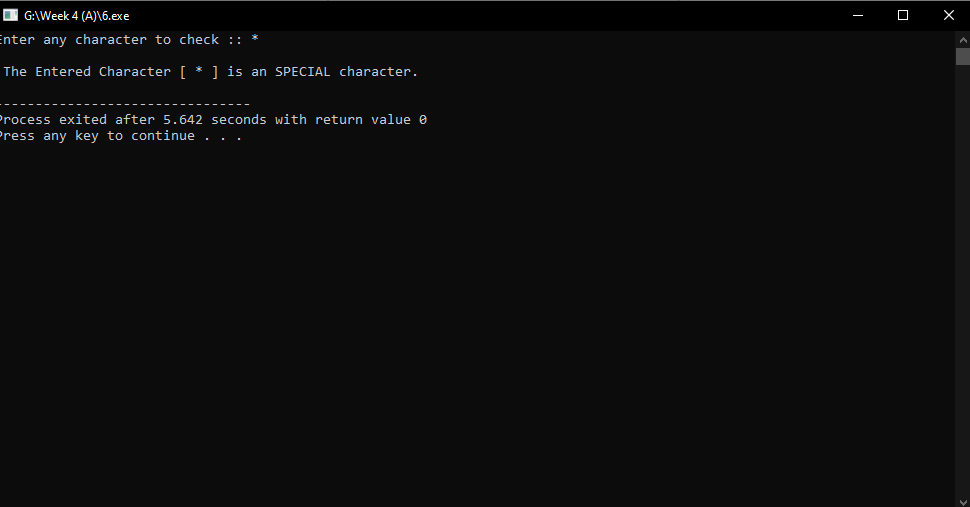 G:\Week 4 (A)\6.exe
Enter any character to check :: *
The Entered Character [ * ] is an SPECIAL character.
--------------------------------
Process exited after 5.642 seconds with return value 0
Press any key to continue . . .